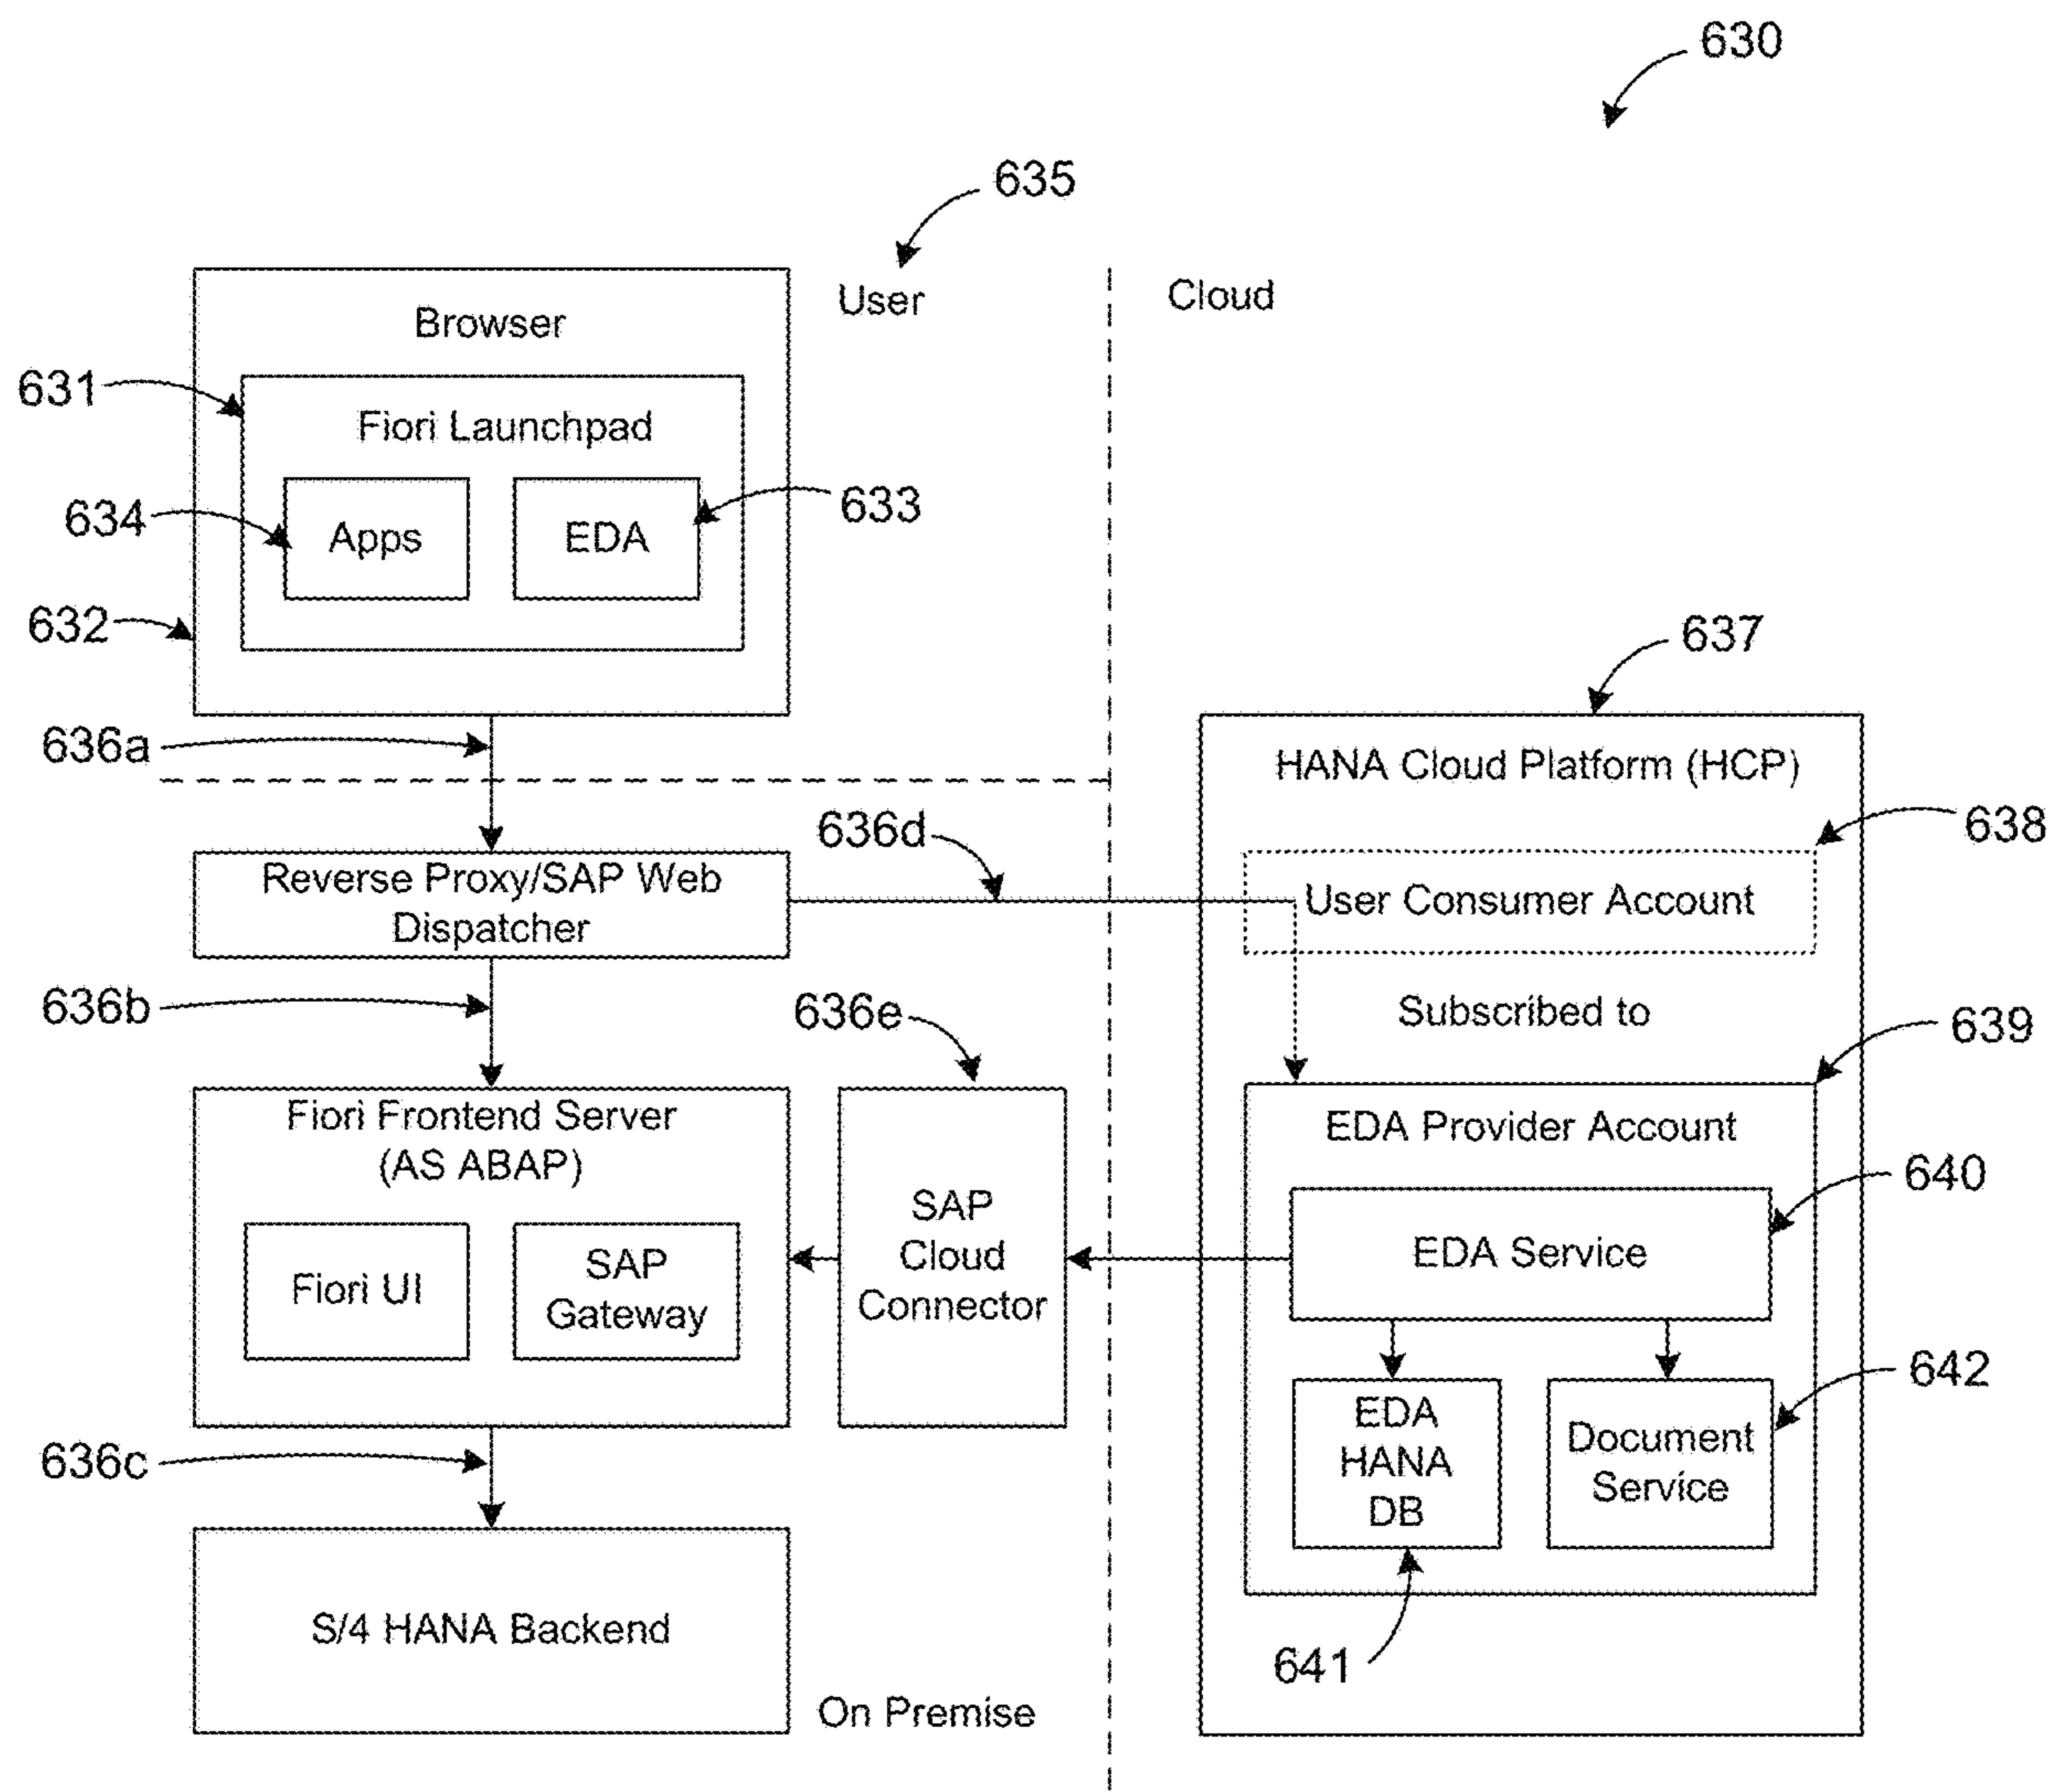 630
635
User
Cloud
Browser
631
Fiori Launchpad
634
Apps
EDA
633
632
637
636a
HANA Cloud Platform (HCP)
636d
638
Reverse Proxy/SAP Web
Dispatcher
User Consumer Account
636b
636e
Subscribed to
639
Fiori Frontend Server
(AS ABAP)
EDA Provider Account
640
SAP
Cloud
Connector
EDA Service
Fiori UI
SAP
Gateway
642
EDA
HANA
DB
Document
Service
636c
S/4 HANA Backend
641
On Premise